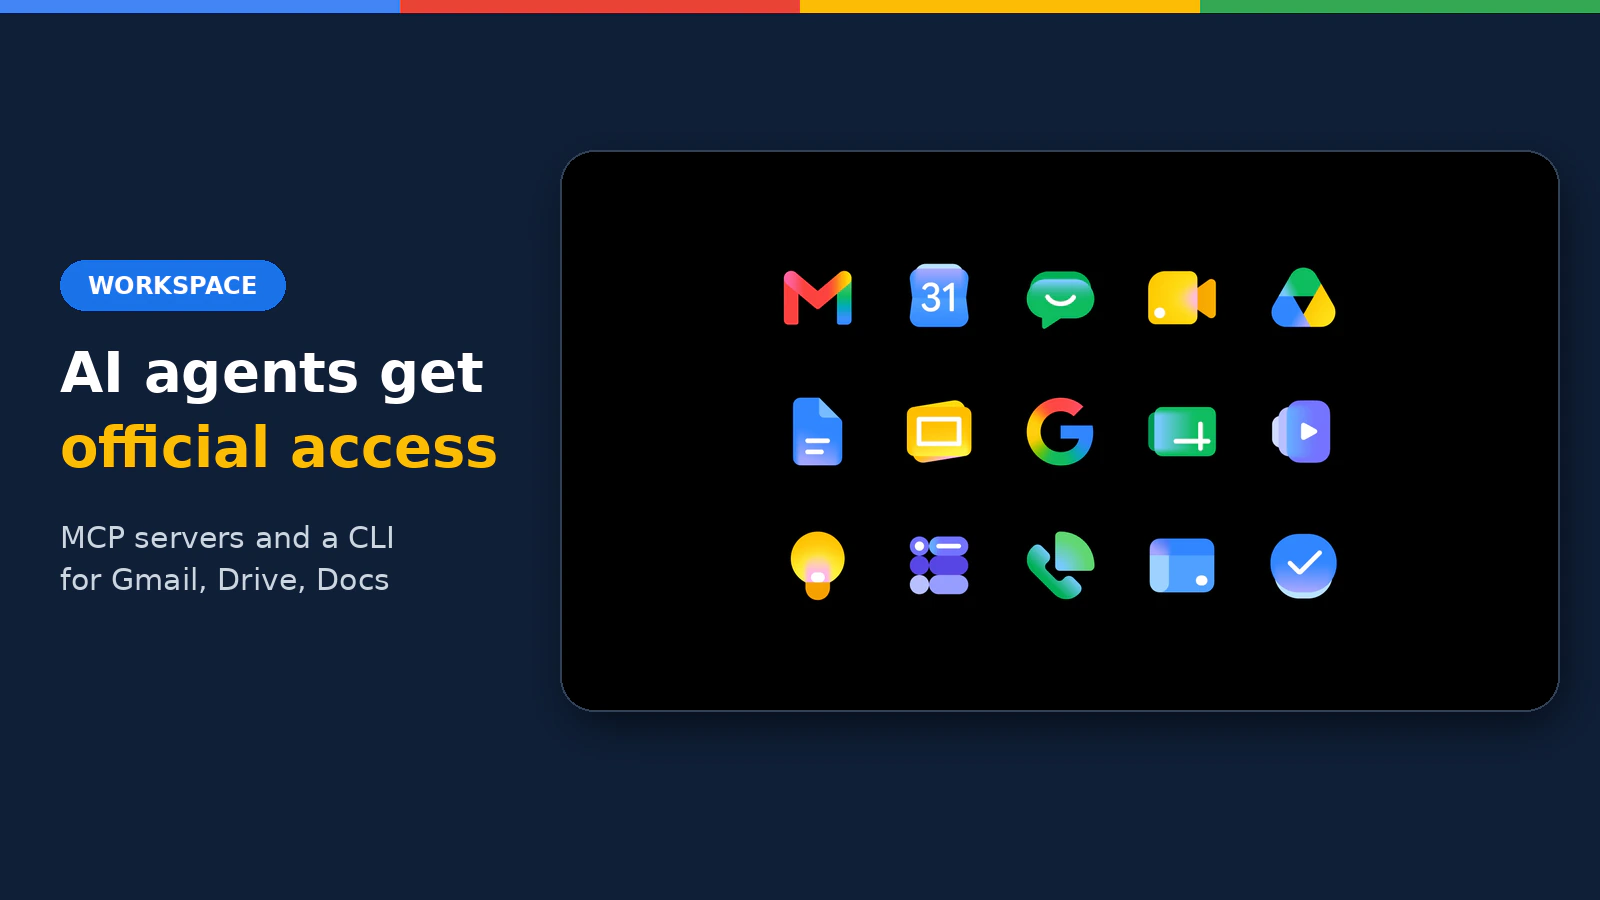 WORKSPACE
AI agents get
official access
MCP servers and a CLI
for Gmail, Drive, Docs
31